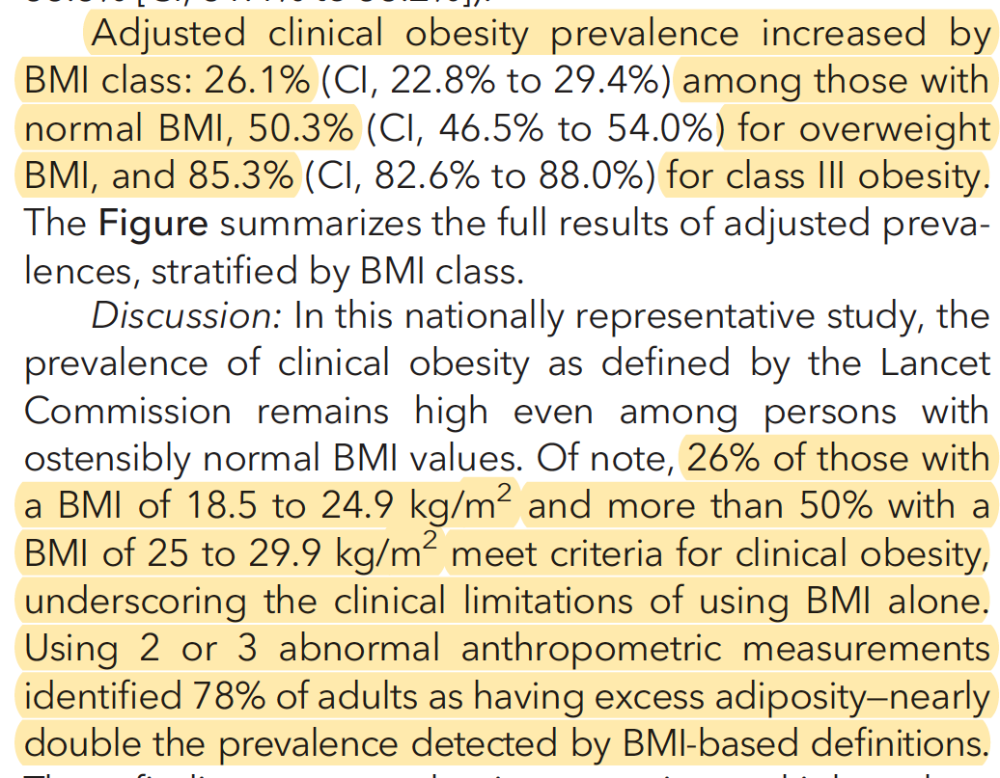 Adjusted clinical obesity prevalence increased by
BMI class: 26.1% (CI, 22.8% to 29.4%) among those with
normal BMI, 50.3% (CI, 46.5% to 54.0%) for overweight
BMI, and 85.3% (CI, 82.6% to 88.0%) for class III obesity.
The Figure summarizes the full results of adjusted preva-
lences, stratified by BMI class.
Discussion: In this nationally representative study, the
prevalence of clinical obesity as defined by the Lancet
Commission remains high even among persons with
ostensibly normal BMI values. Of note, 26% of those with
a BMI of 18.5 to 24.9 kg/m² and more than 50% with a
BMI of 25 to 29.9 kg/m² meet criteria for clinical obesity,
underscoring the clinical limitations of using BMI alone.
Using 2 or 3 abnormal anthropometric measurements
identified 78% of adults as having excess adiposity—nearly
double the prevalence detected by BMI-based definitions.